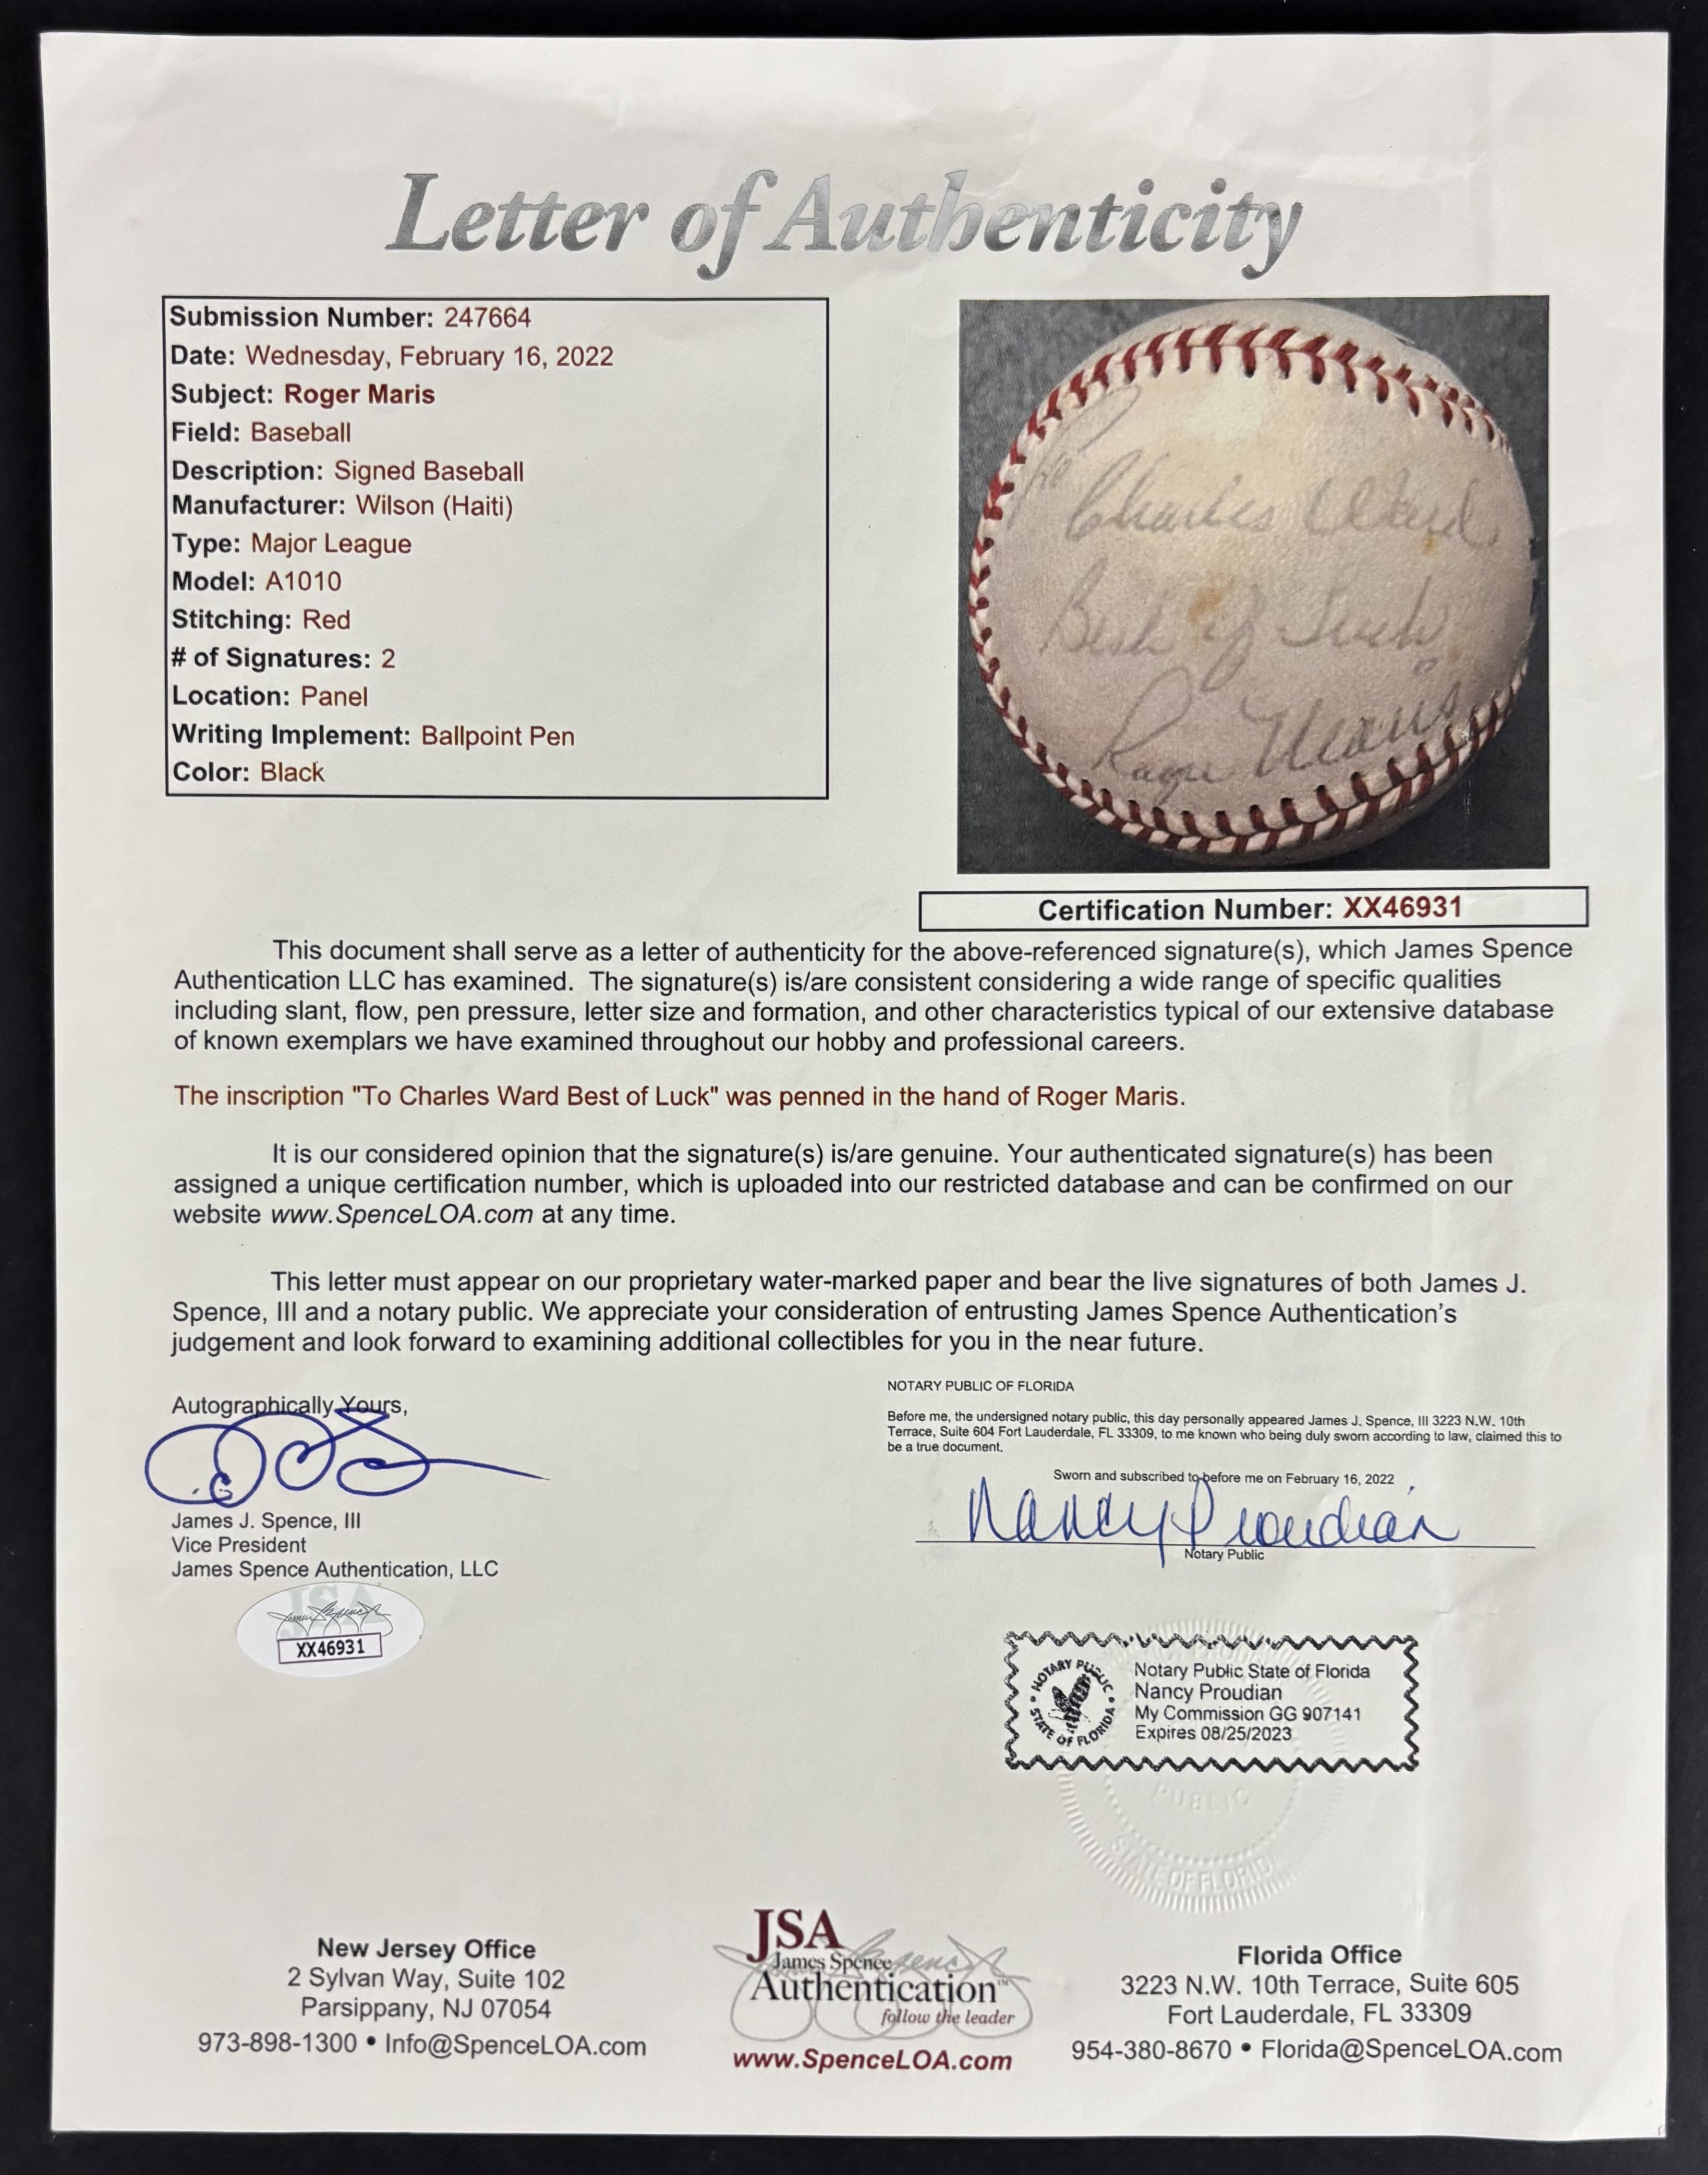 Letter of Authenticity
Submission Number: 247664
Date: Wednesday, February 16, 2022
Subject: Roger Maris
Field: Baseball
Description: Signed Baseball
Manufacturer: Wilson (Haiti)
Type: Major League
Model: A1010
Stitching: Red
# of Signatures: 2
Location: Panel
Writing Implement: Ballpoint Pen
Color: Black
To
Charles Ward
Best of Luck
Roger Maris
Certification Number: XX46931
This document shall serve as a letter of authenticity for the above-referenced signature(s), which James Spence
Authentication LLC has examined. The signature(s) is/are consistent considering a wide range of specific qualities
including slant, flow, pen pressure, letter size and formation, and other characteristics typical of our extensive database
of known exemplars we have examined throughout our hobby and professional careers.
The inscription "To Charles Ward Best of Luck" was penned in the hand of Roger Maris.
It is our considered opinion that the signature(s) is/are genuine. Your authenticated signature(s) has been
assigned a unique certification number, which is uploaded into our restricted database and can be confirmed on our
website www.SpenceLOA.com at any time.
This letter must appear on our proprietary water-marked paper and bear the live signatures of both James J.
Spence, III and a notary public. We appreciate your consideration of entrusting James Spence Authentication's
judgement and look forward to examining additional collectibles for you in the near future.
Autographically Yours,
James J. Spence, III
Vice President
James Spence Authentication, LLC
JSA
James Spence
XX46931
NOTARY PUBLIC OF FLORIDA
Before me, the undersigned notary public, this day personally appeared James J. Spence, III 3223 N.W. 10th
Terrace, Suite 604 Fort Lauderdale, FL 33309, to me known who being duly sworn according to law, claimed this to
be a true document.
Sworn and subscribed to before me on February 16, 2022
Nancy Proudian
Notary Public
NOTARY PUBLIC
STATE OF FLORIDA
Notary Public State of Florida
Nancy Proudian
My Commission GG 907141
Expires 08/25/2023
PUBLIC
STATE OF FLORIDA
New Jersey Office
2 Sylvan Way, Suite 102
Parsippany, NJ 07054
973-898-1300 • Info@SpenceLOA.com
JSA
James Spence
Authentication™
follow the leader
www.SpenceLOA.com
Florida Office
3223 N.W. 10th Terrace, Suite 605
Fort Lauderdale, FL 33309
954-380-8670 • Florida@SpenceLOA.com